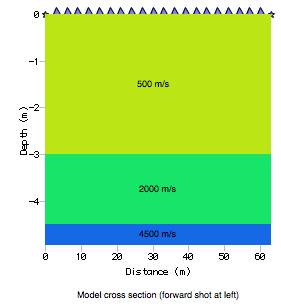 0
-1
500 m/s
-2
Depth (m)
-3
2000 m/s
-4
4500 m/s
0 10 20 30 40 50 60
Distance (m)
Model cross section (forward shot at left)